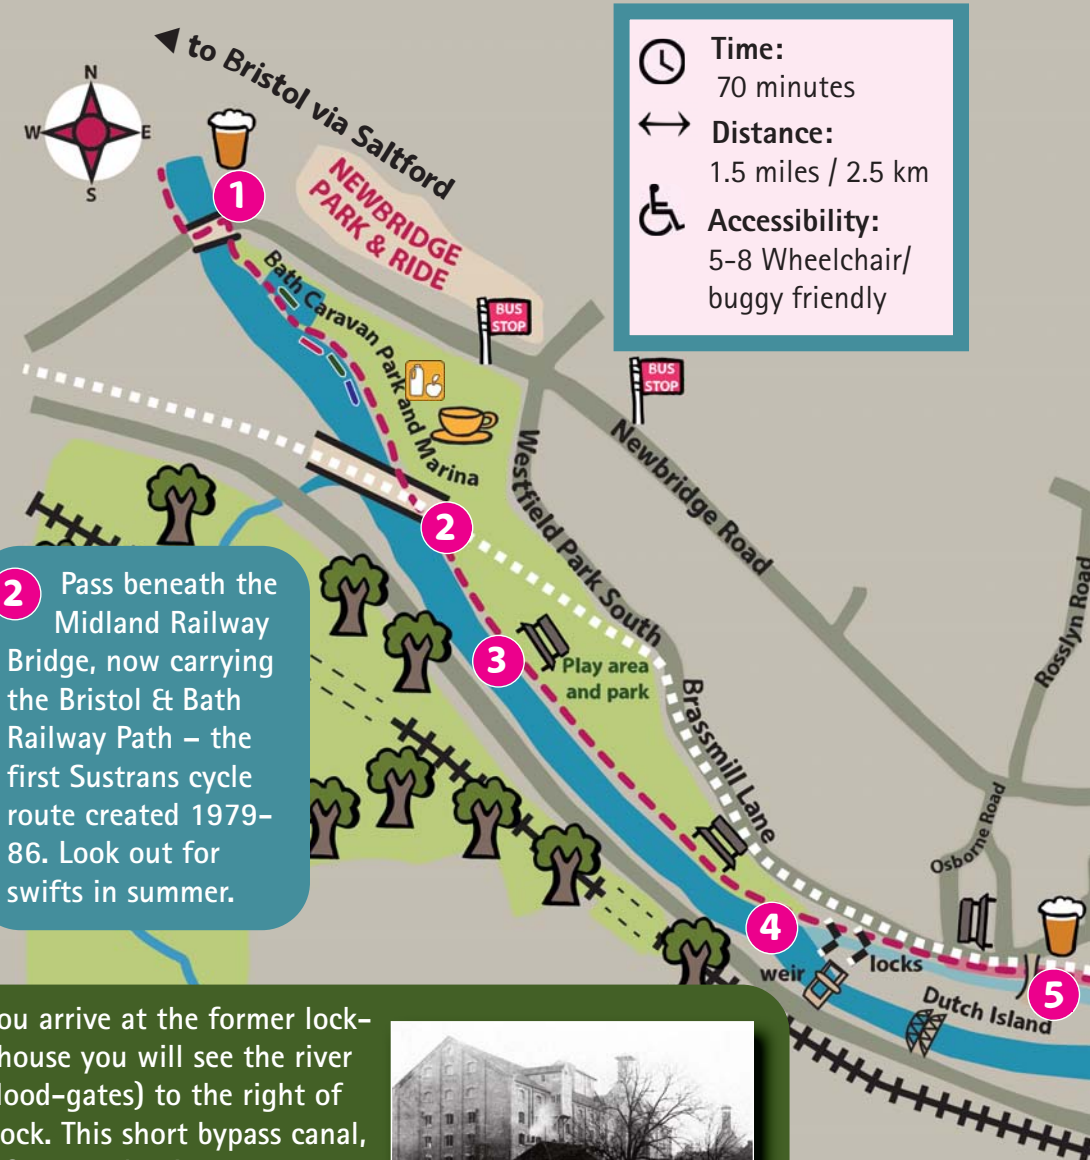 to Bristol via Saltford
N
W
E
S
1
NEWBRIDGE
PARK & RIDE
Time:
70 minutes
Distance:
1.5 miles / 2.5 km
Accessibility:
5-8 Wheelchair/
buggy friendly
BUS
STOP
BUS
STOP
Bath Caravan Park and Marina
Westfield Park South
Newbridge Road
Rosslyn Road
2
3
Play area
and park
Brassmill Lane
Osborne Road
4
locks
weir
Dutch Island
5
2 Pass beneath the
Midland Railway
Bridge, now carrying
the Bristol & Bath
Railway Path – the
first Sustrans cycle
route created 1979-
86. Look out for
swifts in summer.
ou arrive at the former lock-
house you will see the river
lood-gates) to the right of
ock. This short bypass canal,